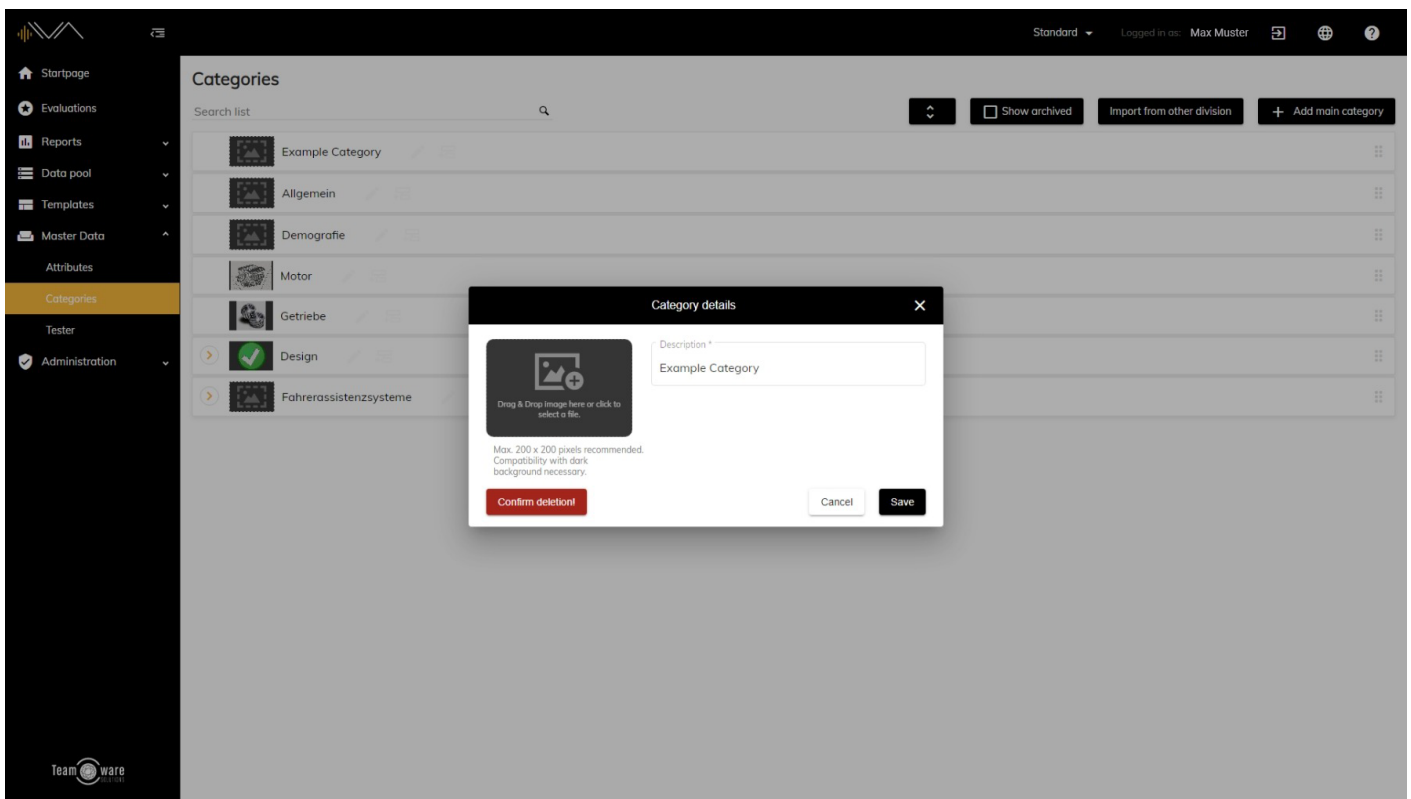 Standard
Logged in as: Max Muster
Startpage
Evaluations
Reports
Data pool
Templates
Master Data
Attributes
Categories
Tester
Administration
Team ware
SOLUTIONS
Categories
Search list
Show archived
Import from other division
+ Add main category
Example Category
Allgemein
Demografie
Motor
Getriebe
Design
Fahrerassistenzsysteme
Category details
Drag & Drop image here or click to
select a file.
Max. 200 x 200 pixels recommended.
Compatibility with dark
background necessary.
Description *
Example Category
Confirm deletion!
Cancel
Save